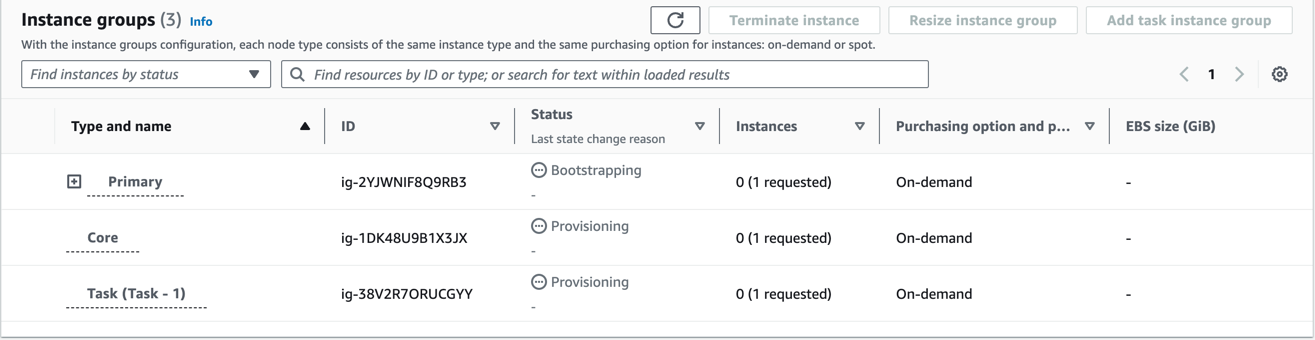 Instance groups (3) Info
Terminate instance
Resize instance group
Add task instance group
With the instance groups configuration, each node type consists of the same instance type and the same purchasing option for instances: on-demand or spot.
Find instances by status
Find resources by ID or type; or search for text within loaded results
1
Type and name ID Status Last state change reason Instances Purchasing option and p... EBS size (GiB)
Primary ig-2YJWNIF8Q9RB3 Bootstrapping 0 (1 requested) On-demand -
-
Core ig-1DK48U9B1X3JX Provisioning 0 (1 requested) On-demand -
-
Task (Task - 1) ig-38V2R7ORUCGYY Provisioning 0 (1 requested) On-demand -
-